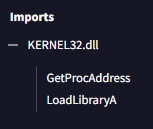 Imports
KERNEL32.dll
GetProcAddress
LoadLibraryA